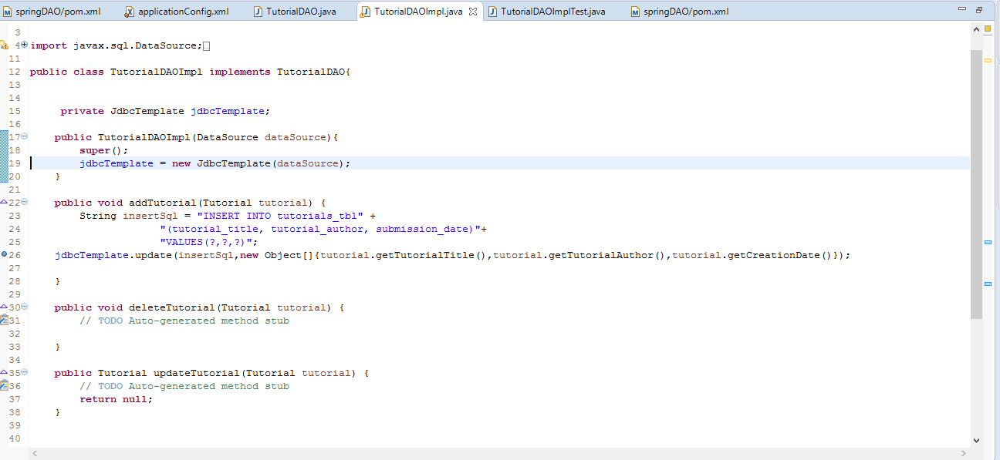 springDAO/pom.xml applicationConfig.xml TutorialDAO.java TutorialDAOImpl.java TutorialDAOImplTest.java springDAO/pom.xml
3
4 import javax.sql.DataSource;
11
12 public class TutorialDAOImpl implements TutorialDAO{
13
14
15 private JdbcTemplate jdbcTemplate;
16
17 public TutorialDAOImpl(DataSource dataSource){
18 super();
19 jdbcTemplate = new JdbcTemplate(dataSource);
20 }
21
22 public void addTutorial(Tutorial tutorial) {
23 String insertSql = "INSERT INTO tutorials_tbl" +
24 "(tutorial_title, tutorial_author, submission_date)"+
25 "VALUES(?,?,?)";
26 jdbcTemplate.update(insertSql,new Object[]{tutorial.getTutorialTitle(),tutorial.getTutorialAuthor(),tutorial.getCreationDate()});
27
28 }
29
30 public void deleteTutorial(Tutorial tutorial) {
31 // TODO Auto-generated method stub
32
33 }
34
35 public Tutorial updateTutorial(Tutorial tutorial) {
36 // TODO Auto-generated method stub
37 return null;
38 }
39
40